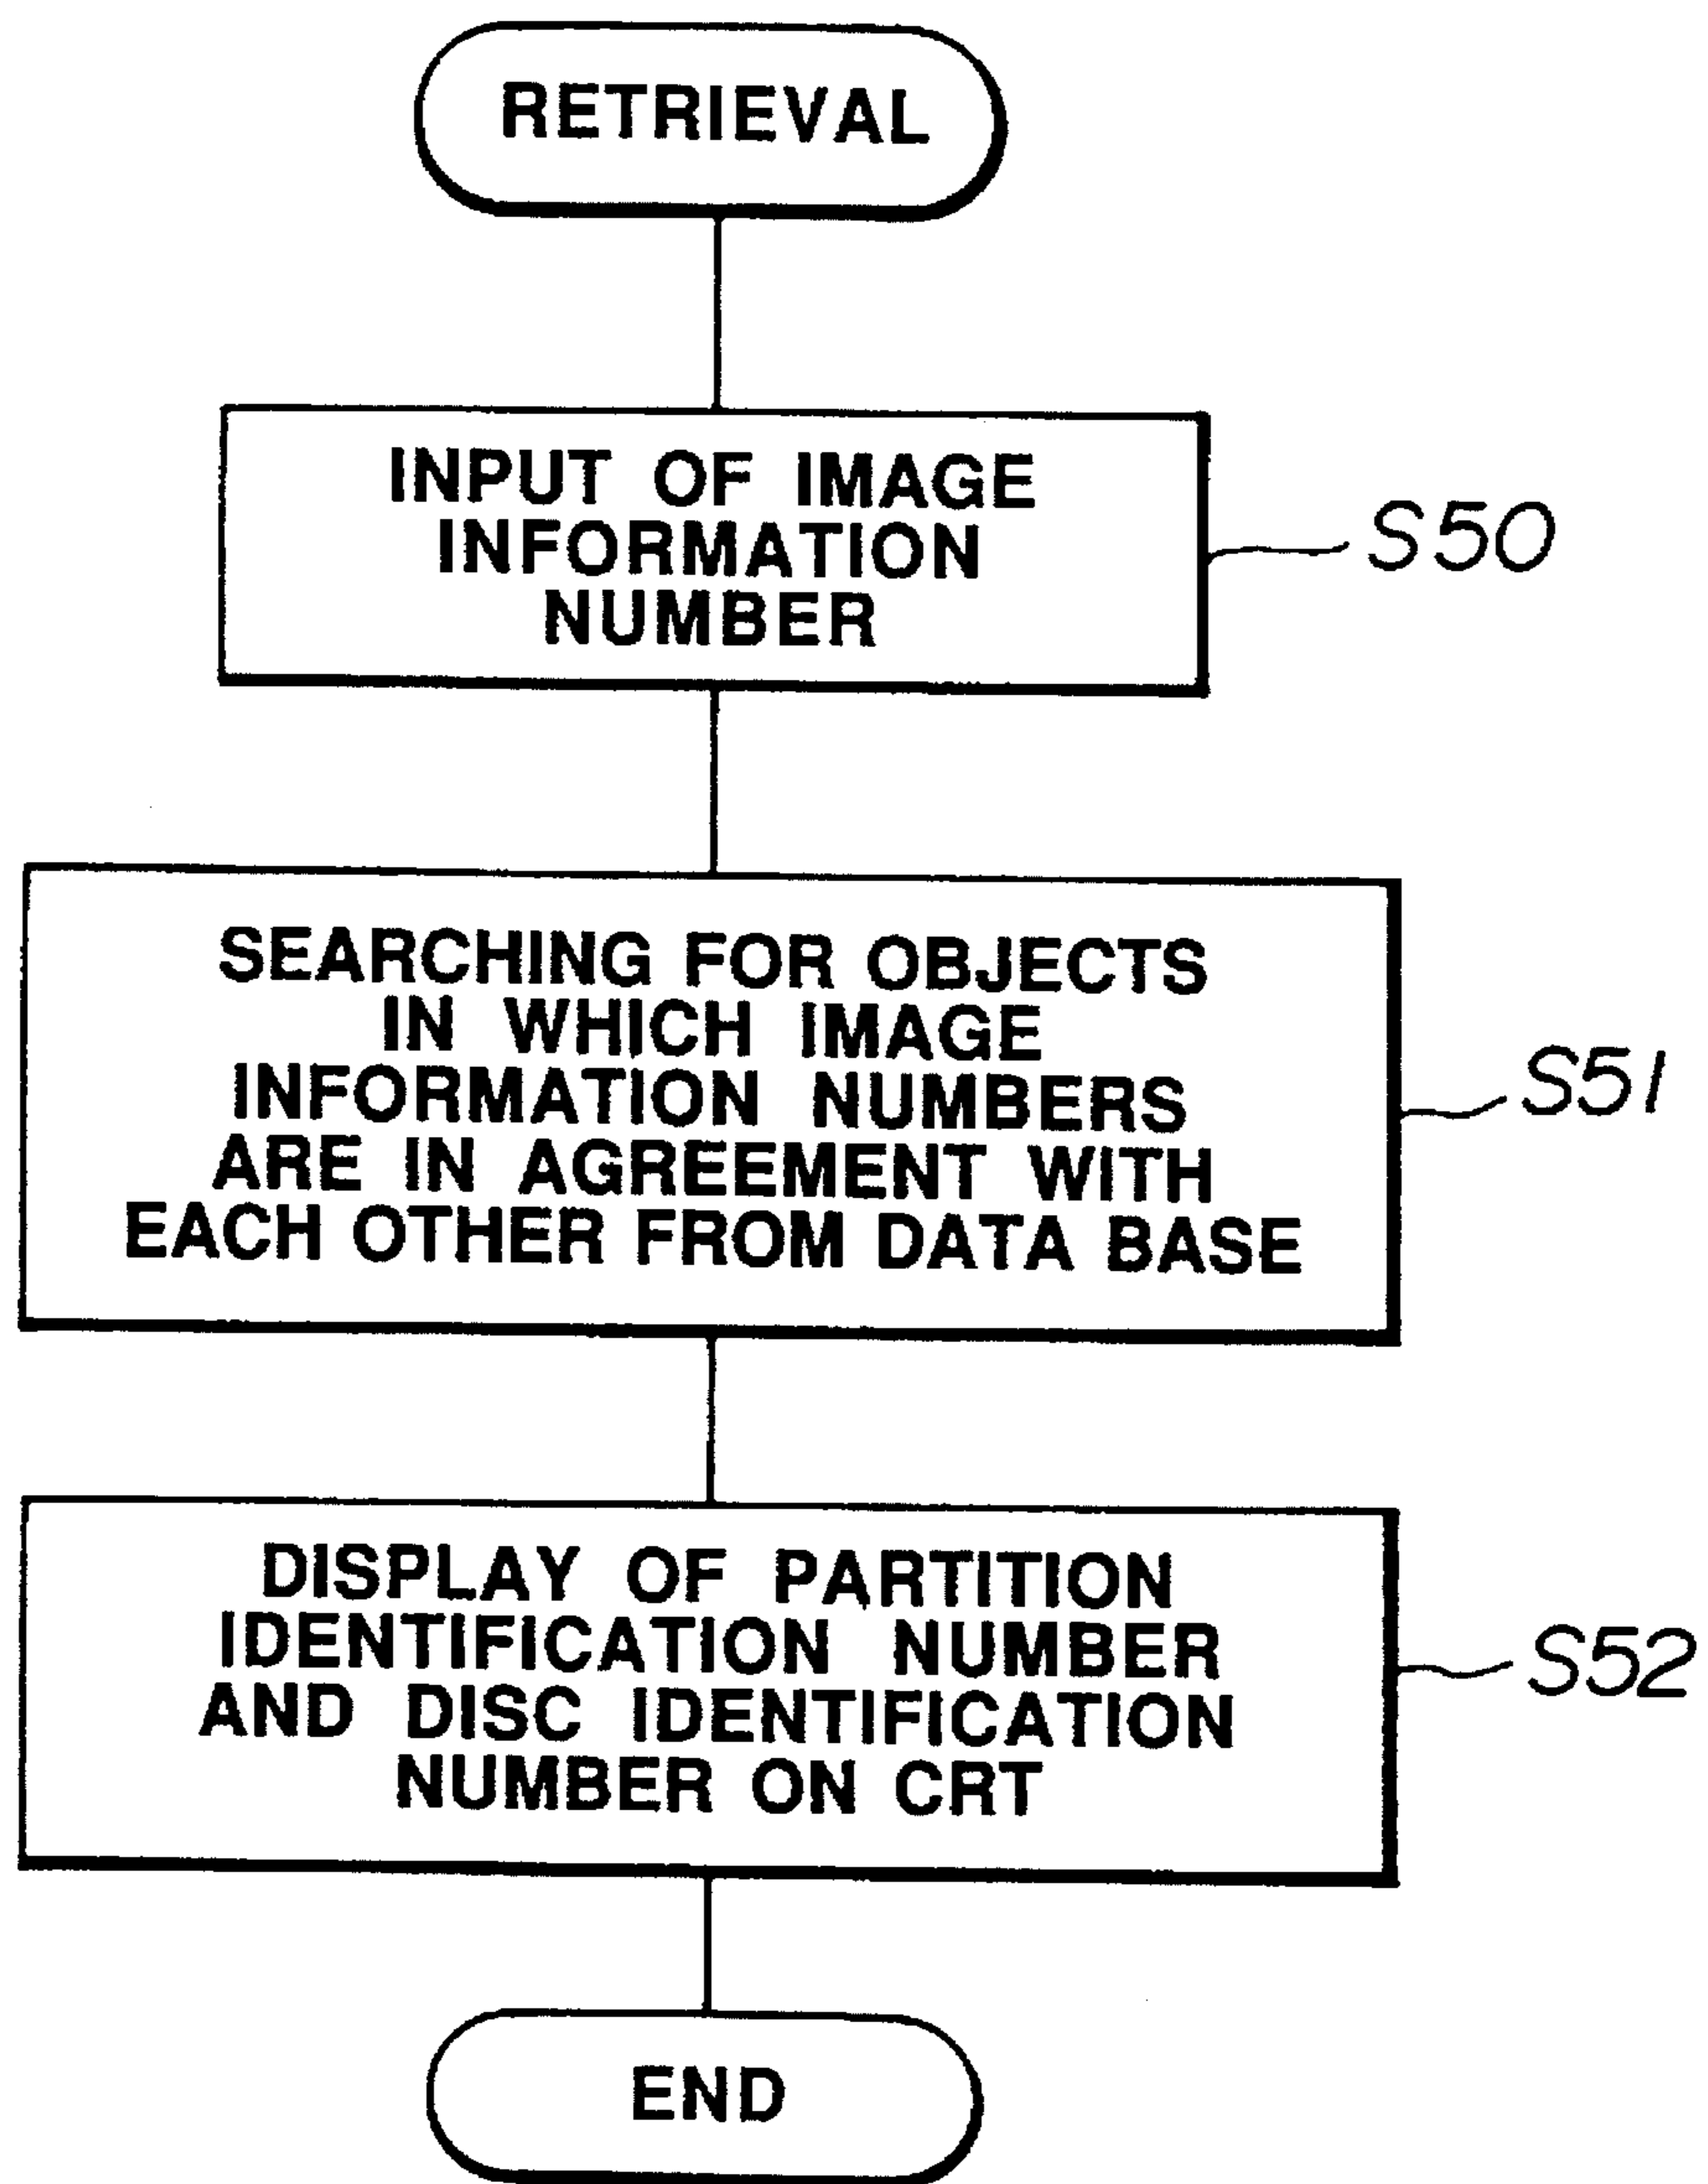 RETRIEVAL
INPUT OF IMAGE
INFORMATION
NUMBER
S50
SEARCHING FOR OBJECTS
IN WHICH IMAGE
INFORMATION NUMBERS
ARE IN AGREEMENT WITH
EACH OTHER FROM DATA BASE
S51
DISPLAY OF PARTITION
IDENTIFICATION NUMBER
AND DISC IDENTIFICATION
NUMBER ON CRT
S52
END